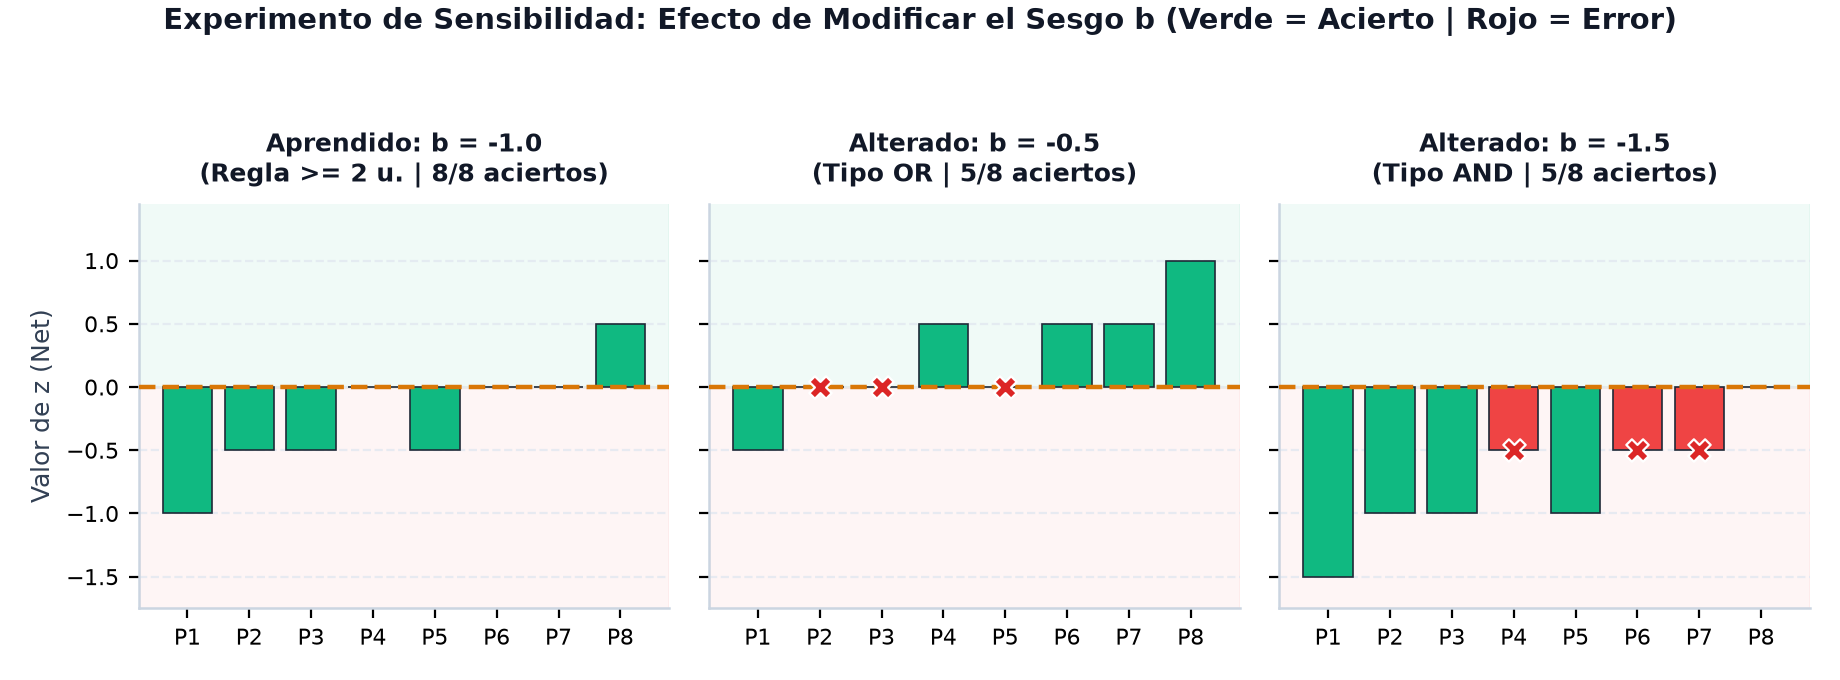 Experimento de Sensibilidad: Efecto de Modificar el Sesgo b (Verde = Acierto | Rojo = Error)
Aprendido: b = -1.0
(Regla >= 2 u. | 8/8 aciertos)
Alterado: b = -0.5
(Tipo OR | 5/8 aciertos)
Alterado: b = -1.5
(Tipo AND | 5/8 aciertos)
Valor de z (Net)
1.0
0.5
0.0
−0.5
−1.0
−1.5
P1 P2 P3 P4 P5 P6 P7 P8
P1 P2 P3 P4 P5 P6 P7 P8
P1 P2 P3 P4 P5 P6 P7 P8